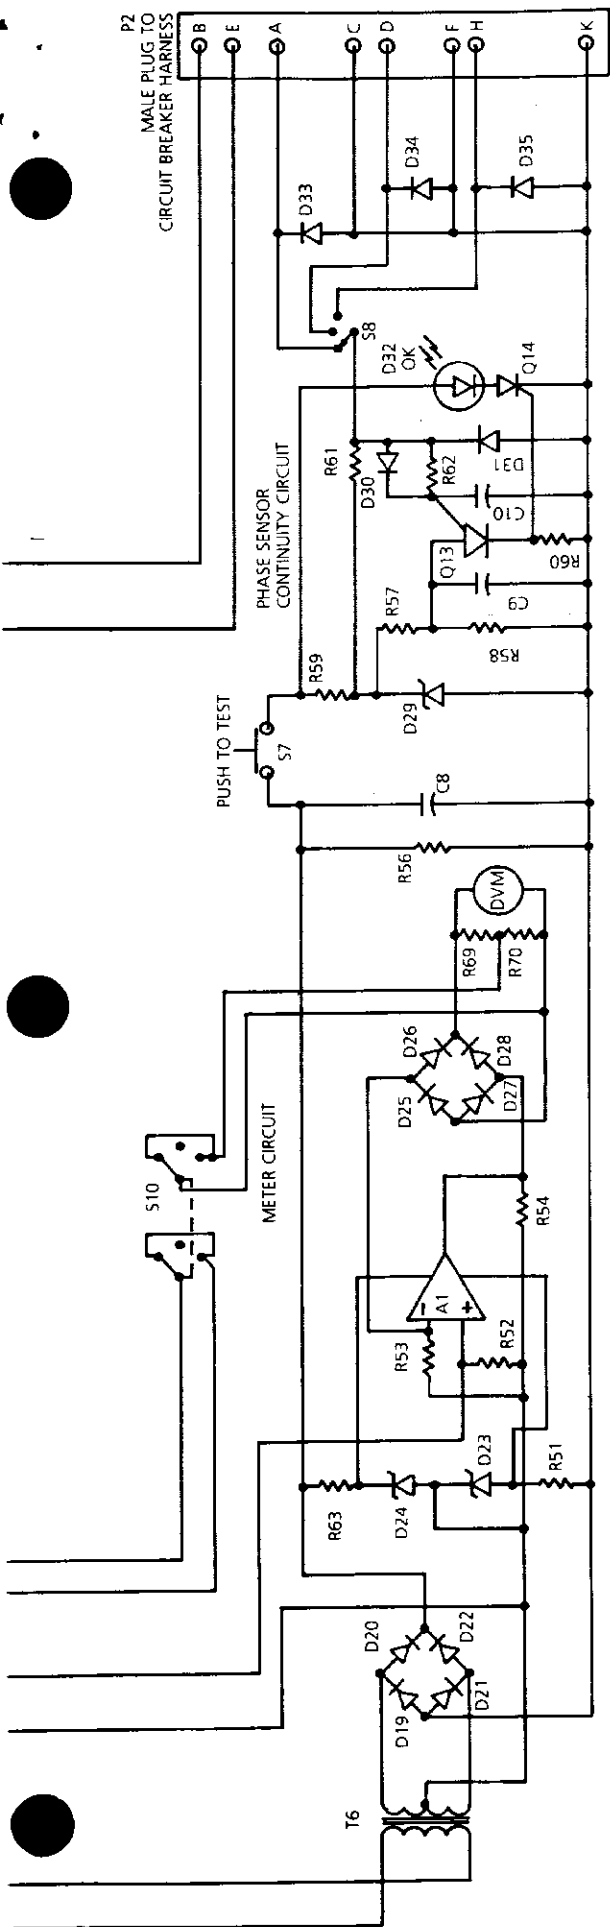 P2
MALE PLUG TO
CIRCUIT BREAKER HARNESS
B
E
A
C
D
F
H
K
D33
D34
D35
S8
D32
OK
Q14
PHASE SENSOR
CONTINUITY CIRCUIT
R61
D30
R62
D31
C10
Q13
R60
R57
C9
R58
R59
D29
PUSH TO TEST
S7
C8
R56
DVM
R69
R70
D26
D28
D25
D27
S10
METER CIRCUIT
R54
A1
-
+
R53
R52
D23
R63
D24
R51
D20
D22
D19
D21
T6